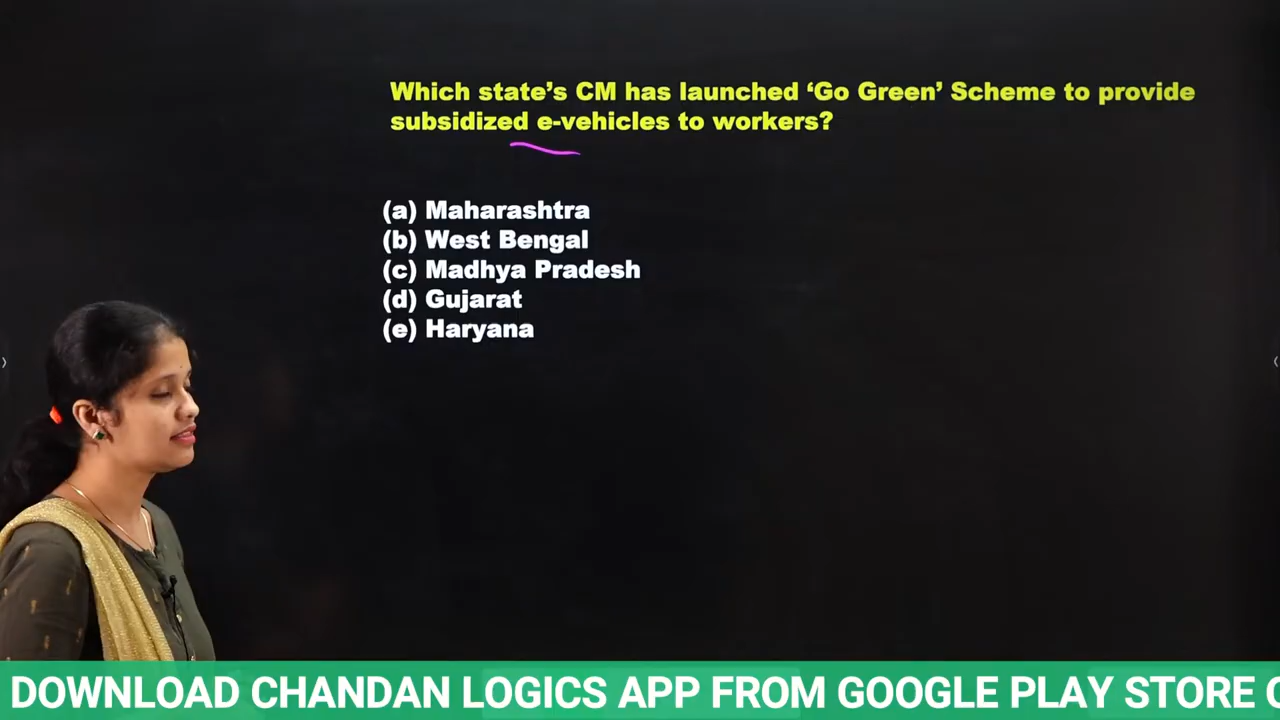 Which state’s CM has launched ‘Go Green’ Scheme to provide
subsidized e-vehicles to workers?
(a) Maharashtra
(b) West Bengal
(c) Madhya Pradesh
(d) Gujarat
(e) Haryana
DOWNLOAD CHANDAN LOGICS APP FROM GOOGLE PLAY STORE